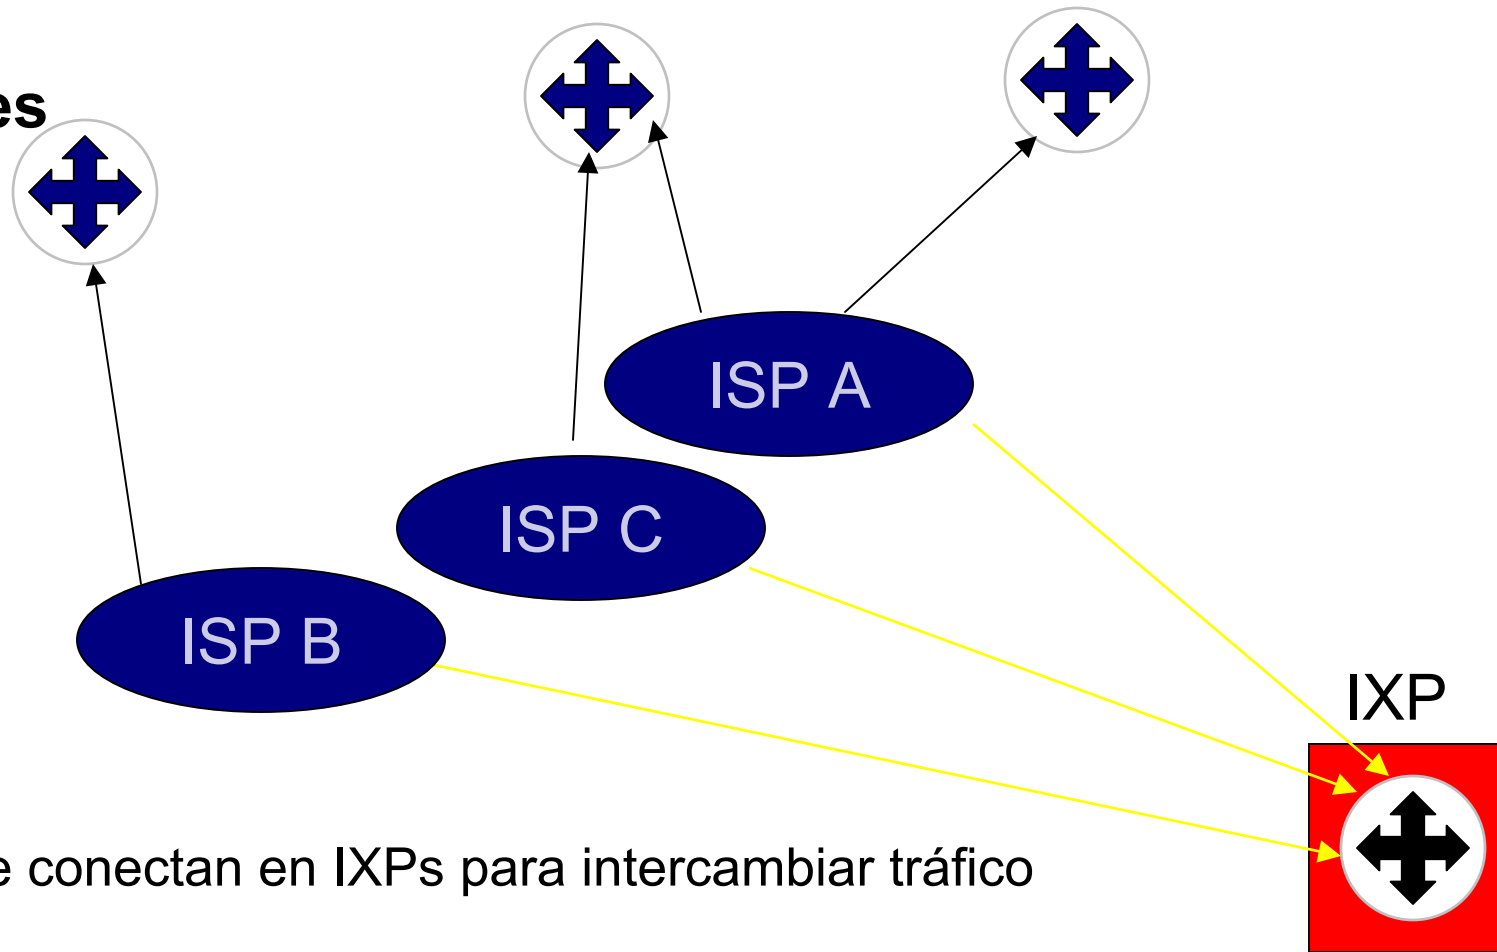 es
ISP A
ISP C
ISP B
IXP
e conectan en IXPs para intercambiar tráfico